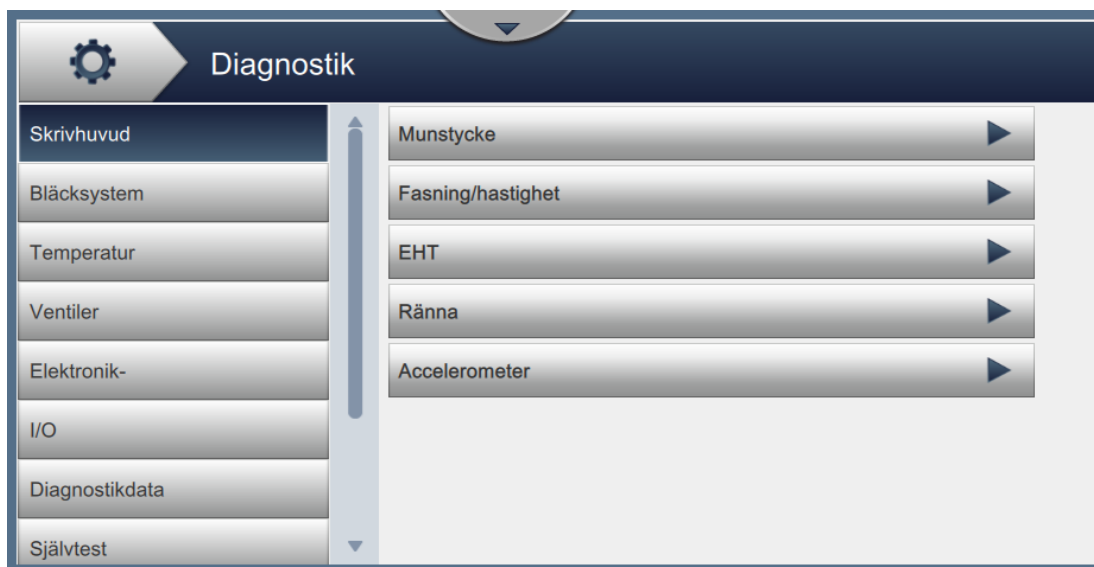 Diagnostik
Skrivhuvud
Bläcksystem
Temperatur
Ventiler
Elektronik-
I/O
Diagnostikdata
Självtest
Munstycke
Fasning/hastighet
EHT
Ränna
Accelerometer